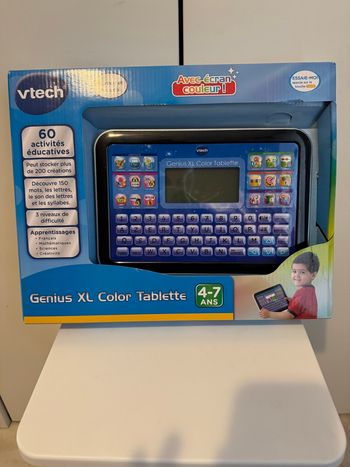 vtech
Avec écran
couleur !
ESSAIE-MOI
60
activités
éducatives
Peut stocker plus
de 200 créations
Découvre 150
mots, les lettres,
le son des lettres
et les syllabes.
3 niveaux de
difficulté
Apprentissages
• Français
• Mathématiques
• Sciences
• Créativité
vtech
Genius XL Color Tablette
Genius XL Color Tablette
4-7
ANS